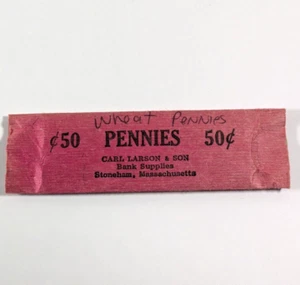 Wheat Pennies
¢50 PENNIES 50¢
CARL LARSON & SON
Bank Supplies
Stoneham, Massachusetts